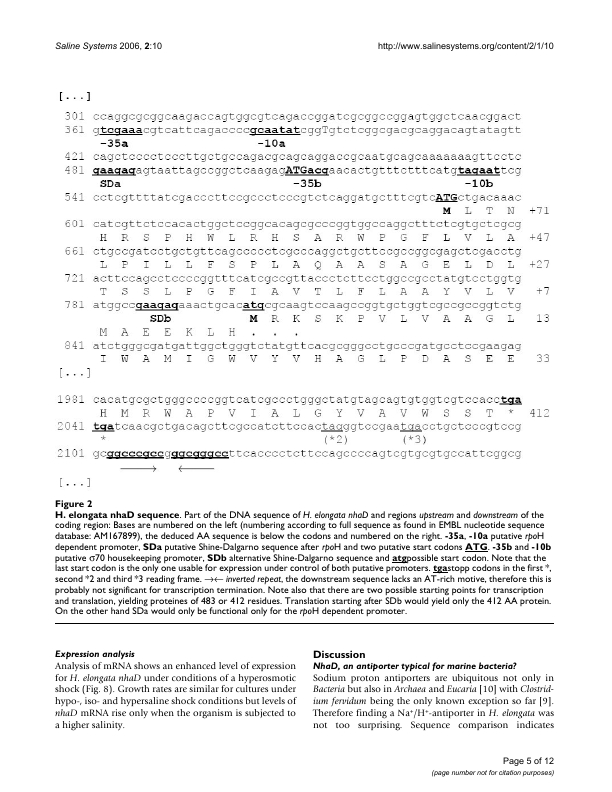 Saline Systems 2006, 2:10
http://www.salinesystems.org/content/2/1/10
[...]
301 ccaggcgcggcaagaccagtggcgtcagaccggatcgcggccggagtggctcaacggact
361 gtcgaaacgtcattcagaccccgcaatatcggTgtctcggcgacgcaggacagtatagtt
-35a -10a
421 cagctccctcccttgctgccagacgcagcaggaccgcaatgcagcaaaaaaagttcctc
481 gaagagagtaattagccggctcaagagATGacgaacactgtttctttcatgtagaattcg
SDa -35b -10b
541 cctcgttttatcgacccttccgccctcccgtctcaggatgctttcgtcATGctgacaaac
M L T N +71
601 catcgttctccacactggctccggcacagcgcccggtggccaggctttctcgtgctcgcg
H R S P H W L R H S A R W P G F L V L A +47
661 ctgccgatcctgctgttcagccccctcgcccaggctgcttccgccggcgagctcgacctg
L P I L L F S P L A Q A A S A G E L D L +27
721 acttccagcctccccggtttcatcgccgttaccctcttcctggccgcctatgtcctggtg
T S S L P G F I A V T L F L A A Y V L V +7
781 atggccgaagagaaactgcacatgcgcaagtccaagccggtgctggtcgccgccggtctg
SDb M R K S K P V L V A A G L 13
M A E E K L H . . .
841 atctgggcgatgattggctgggtctatgttcacgcgggcctgcccgatgcctccgaagag
I W A M I G W V Y V H A G L P D A S E E 33
[...]
1981 cacatgcgctgggccccggtcatcgccctgggctatgtagcagtgtggtcgtccacctga
H M R W A P V I A L G Y V A V W S S T * 412
2041 tgatcaacgctgacagcttcgccatcttccactagggtccgaatgacctgctcccgtccg
* (*2) (*3)
2101 gcggcccgccggcgggccttcacccctcttccagccccagtcgtcgtgccattcggcg
[...]
Figure 2
H. elongata nhaD sequence. Part of the DNA sequence of H. elongata nhaD and regions upstream and downstream of the
coding region: Bases are numbered on the left (numbering according to full sequence as found in EMBL nucleotide sequence
database: AM167899), the deduced AA sequence is below the codons and numbered on the right. -35a, -10a putative rpoH
dependent promoter, SDa putative Shine-Dalgarno sequence after rpoH and two putative start codons ATG. -35b and -10b
putative σ70 housekeeping promoter, SDb alternative Shine-Dalgarno sequence and atgpossible start codon. Note that the
last start codon is the only one usable for expression under control of both putative promoters. tgastopp codons in the first *,
second *2 and third *3 reading frame. →← inverted repeat, the downstream sequence lacks an AT-rich motive, therefore this is
probably not significant for transcription termination. Note also that there are two possible starting points for transcription
and translation, yielding proteines of 483 or 412 residues. Translation starting after SDb would yield only the 412 AA protein.
On the other hand SDa would only be functional only for the rpoH dependent promoter.
Expression analysis
Analysis of mRNA shows an enhanced level of expression
for H. elongata nhaD under conditions of a hyperosmotic
shock (Fig. 8). Growth rates are similar for cultures under
hypo-, iso- and hypersaline shock conditions but levels of
nhaD mRNA rise only when the organism is subjected to
a higher salinity.
Discussion
NhaD, an antiporter typical for marine bacteria?
Sodium proton antiporters are ubiquitous not only in
Bacteria but also in Archaea and Eucaria [10] with Clostrid-
ium fervidum being the only known exception so far [9].
Therefore finding a Na+/H+-antiporter in H. elongata was
not too surprising. Sequence comparison indicates
Page 5 of 12
(page number not for citation purposes)